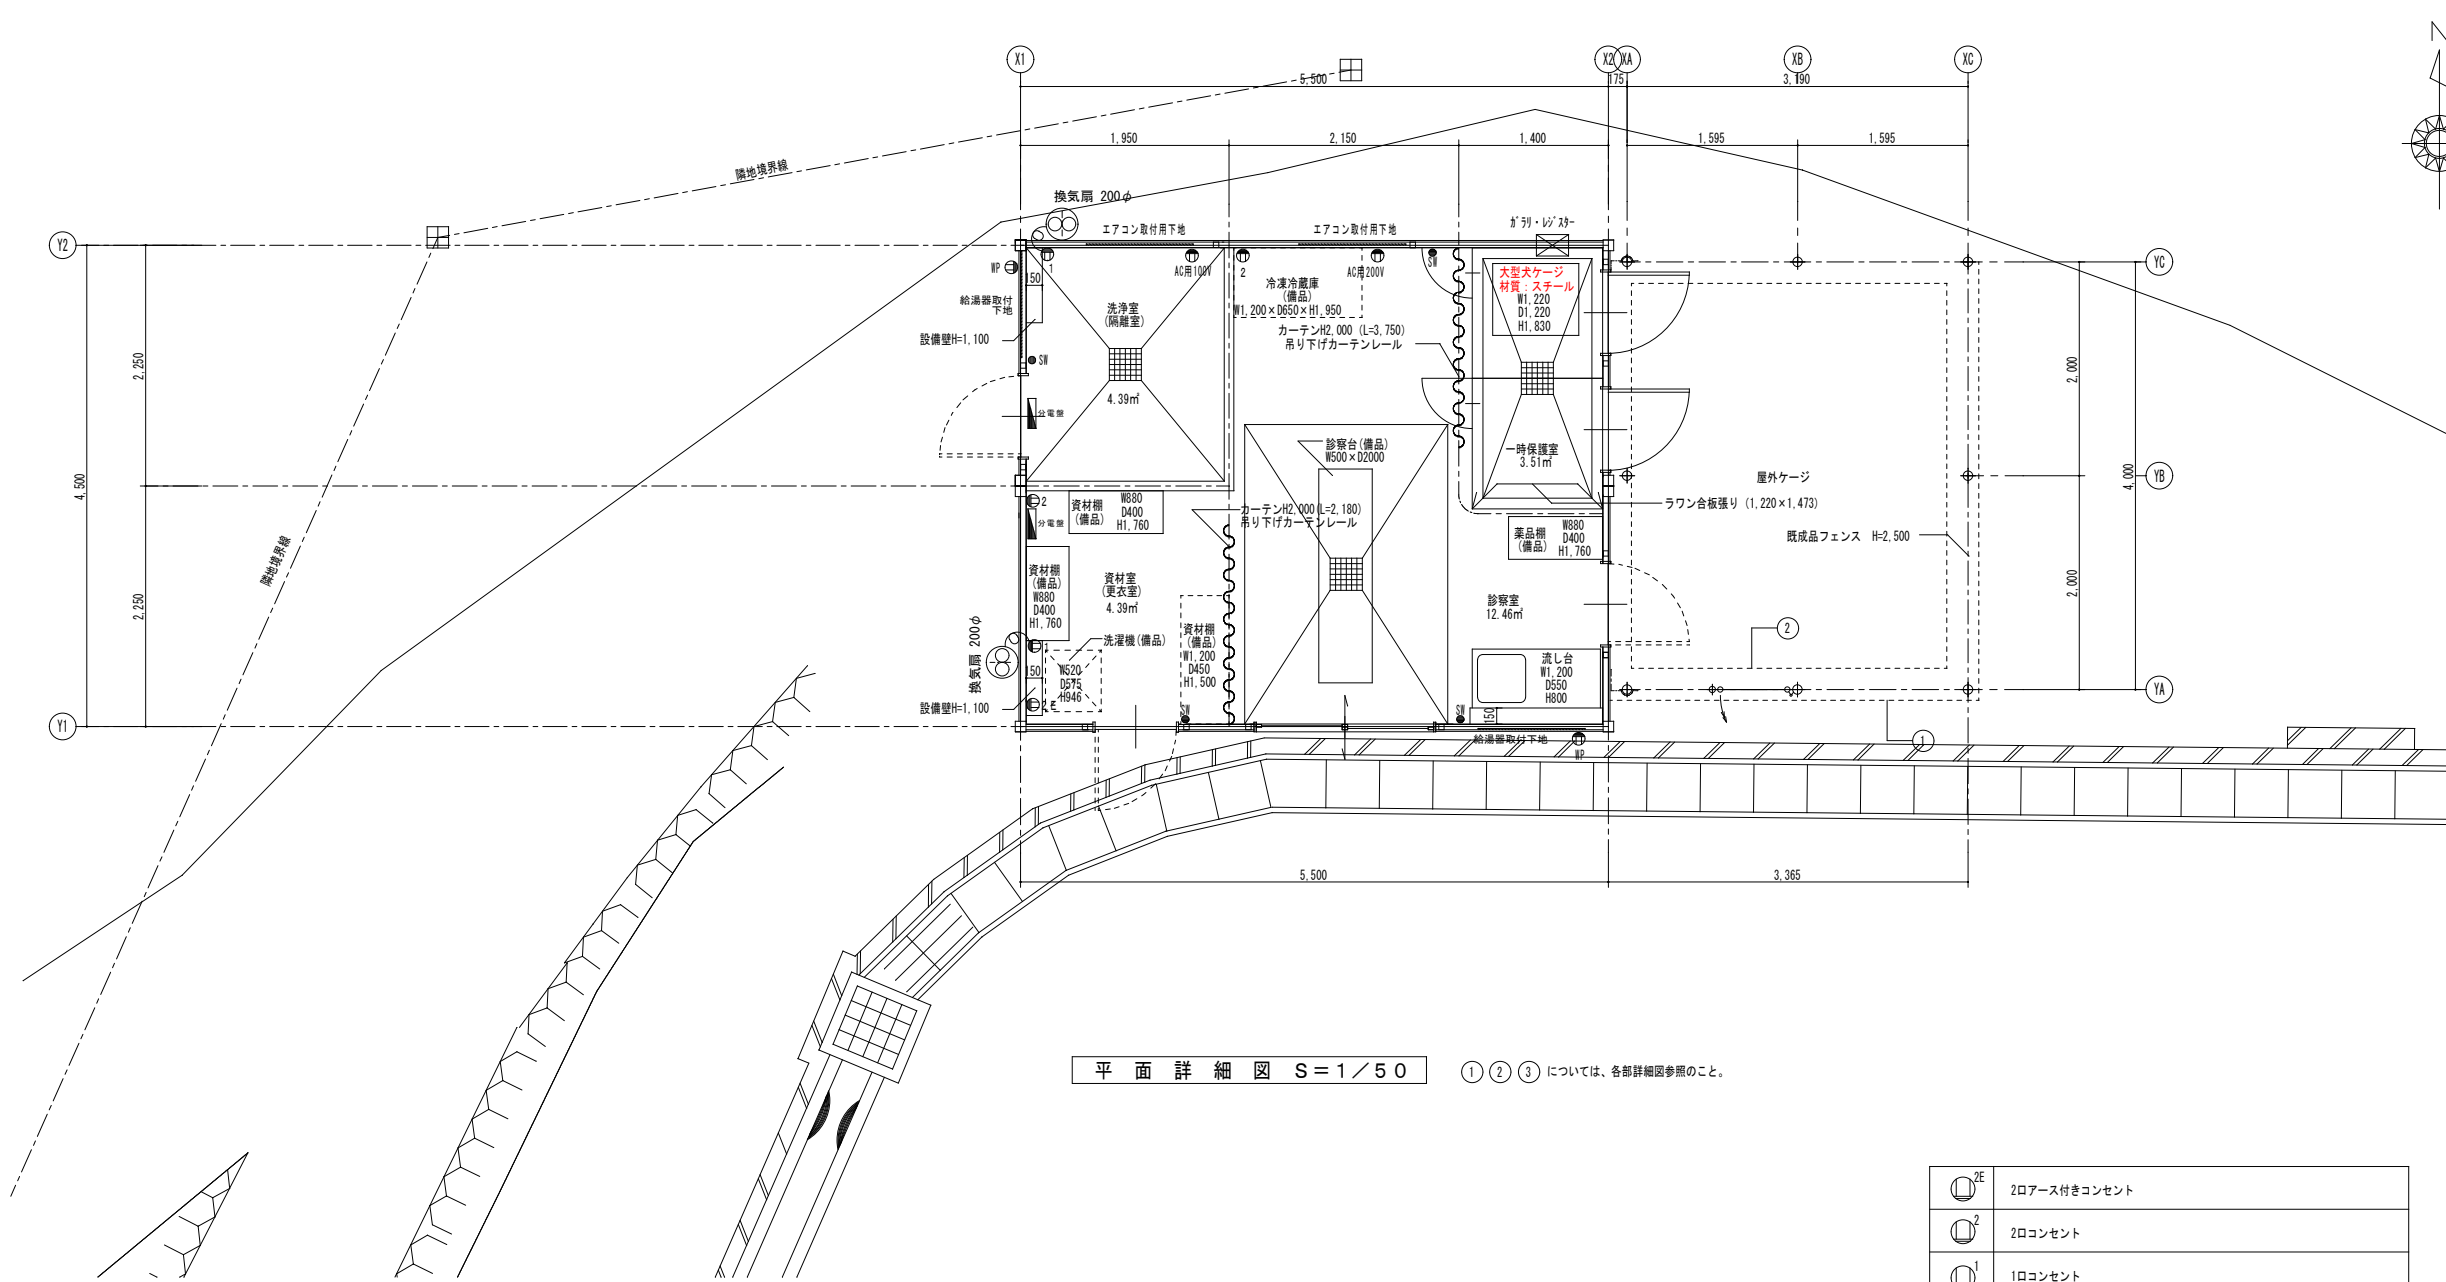 X1
X2
XA
XB
XC
N
5,500
175
3,190
1,950
2,150
1,400
1,595
1,595
隣地境界線
換気扇 200φ
エアコン取付用下地
エアコン取付用下地
ガラリ・レジスター
Y2
YC
WP
1
AC用100V
2
AC用200V
SW
150
給湯器取付
下地
設備壁H=1,100
SW
洗浄室
(隔離室)
4.39㎡
分電盤
冷凍冷蔵庫
(備品)
W1,200×D650×H1,950
カーテンH2,000 (L=3,750)
吊り下げカーテンレール
大型犬ケージ
材質：スチール
W1,220
D1,220
H1,830
2,250
4,500
2,250
2,000
4,000
2,000
診察台(備品)
W500×D2000
一時保護室
3.51㎡
屋外ケージ
YB
ラワン合板張り (1,220×1,473)
2
分電盤
資材棚
(備品)
W880
D400
H1,760
カーテンH2,000(L=2,180)
吊り下げカーテンレール
薬品棚
(備品)
W880
D400
H1,760
既成品フェンス H=2,500
隣地境界線
資材棚
(備品)
W880
D400
H1,760
資材室
(更衣室)
4.39㎡
診察室
12.46㎡
換気扇 200φ
洗濯機(備品)
資材棚
(備品)
W1,200
D450
H1,500
2
150
W520
D575
H946
流し台
W1,200
D550
H800
YA
設備壁H=1,100
SW
SW
150
Y1
給湯器取付下地
WP
1
5,500
3,365
平面詳細図 S=1/50
1 2 3 については、各部詳細図参照のこと。
2E
2口アース付きコンセント
2
2口コンセント
1
1口コンセント